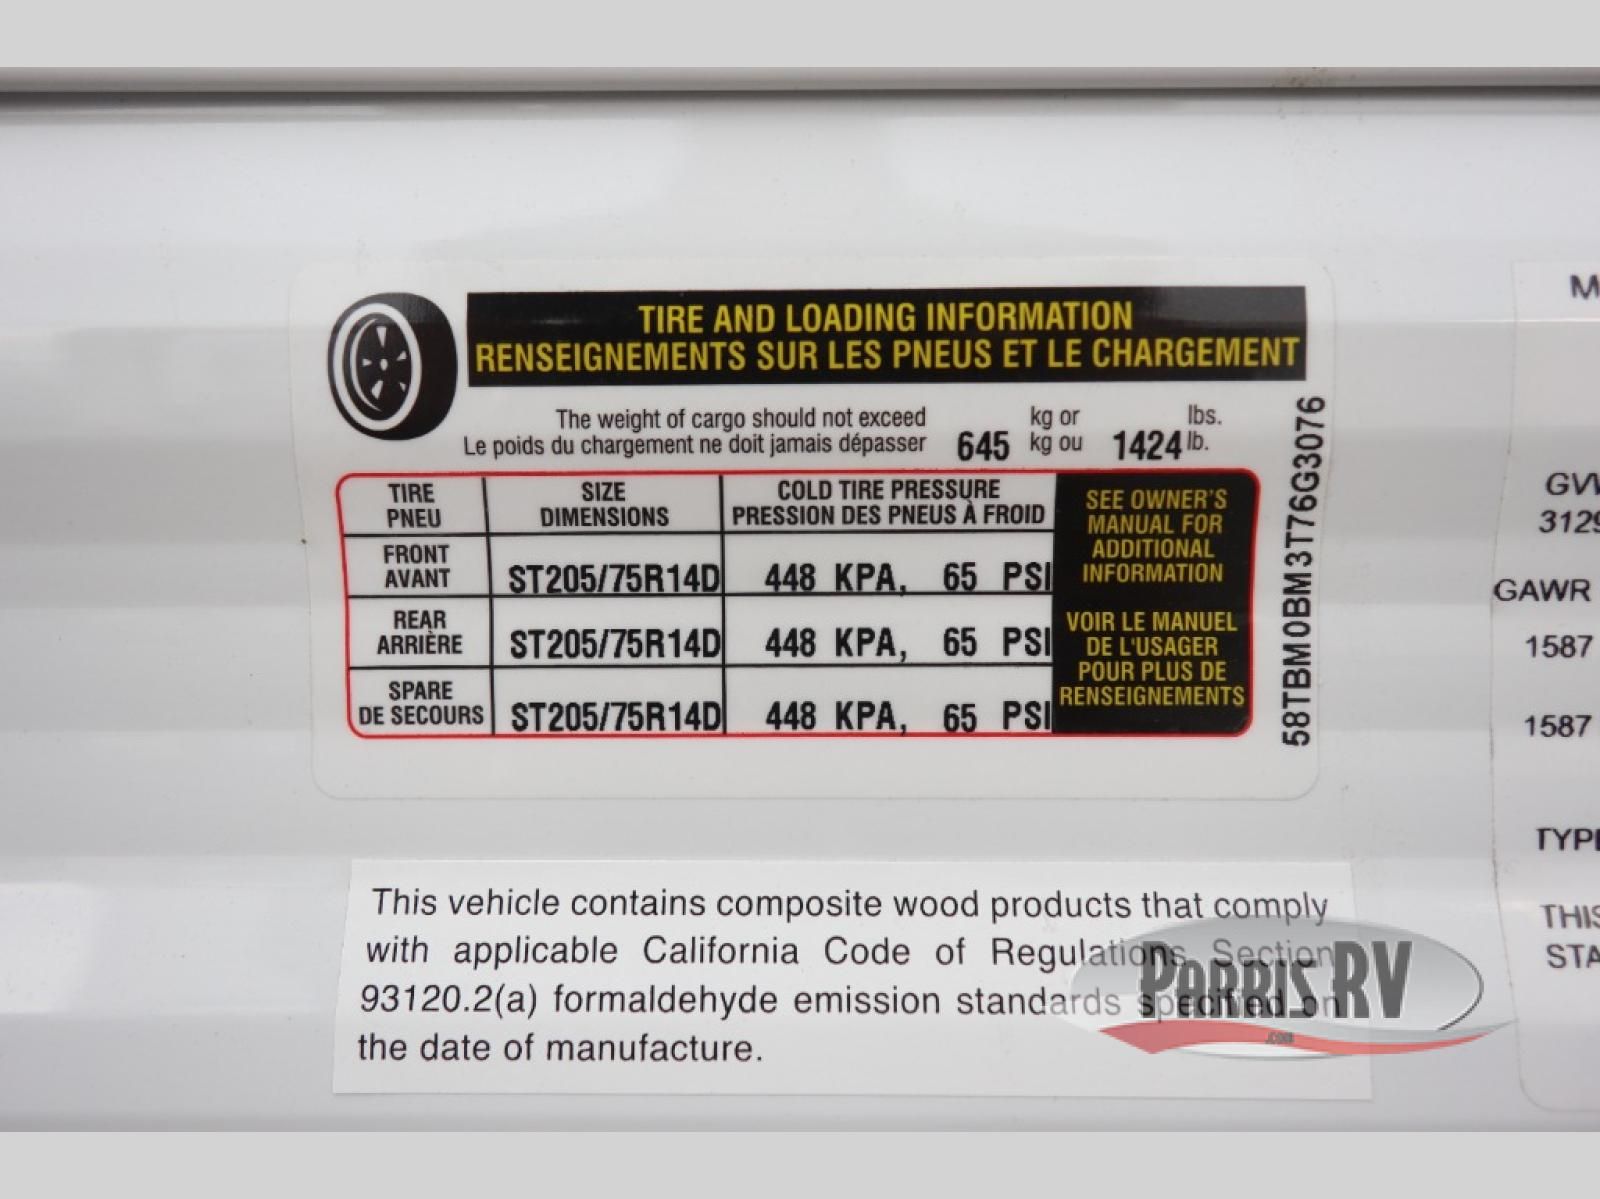 TIRE AND LOADING INFORMATION
RENSEIGNEMENTS SUR LES PNEUS ET LE CHARGEMENT
The weight of cargo should not exceed kg or lbs.
Le poids du chargement ne doit jamais dépasser 645 kg ou 1424 lb.
TIRE SIZE COLD TIRE PRESSURE
PNEU DIMENSIONS PRESSION DES PNEUS À FROID
FRONT
AVANT ST205/75R14D 448 KPA, 65 PSI
REAR
ARRIÈRE ST205/75R14D 448 KPA, 65 PSI
SPARE
DE SECOURS ST205/75R14D 448 KPA, 65 PSI
SEE OWNER'S
MANUAL FOR
ADDITIONAL
INFORMATION
VOIR LE MANUEL
DE L'USAGER
POUR PLUS DE
RENSEIGNEMENTS
58TBM0BM3T76G3076
This vehicle contains composite wood products that comply
with applicable California Code of Regulations, Section
93120.2(a) formaldehyde emission standards specified on
the date of manufacture.
PARRIS RV
.COM
GAWR
1587
1587